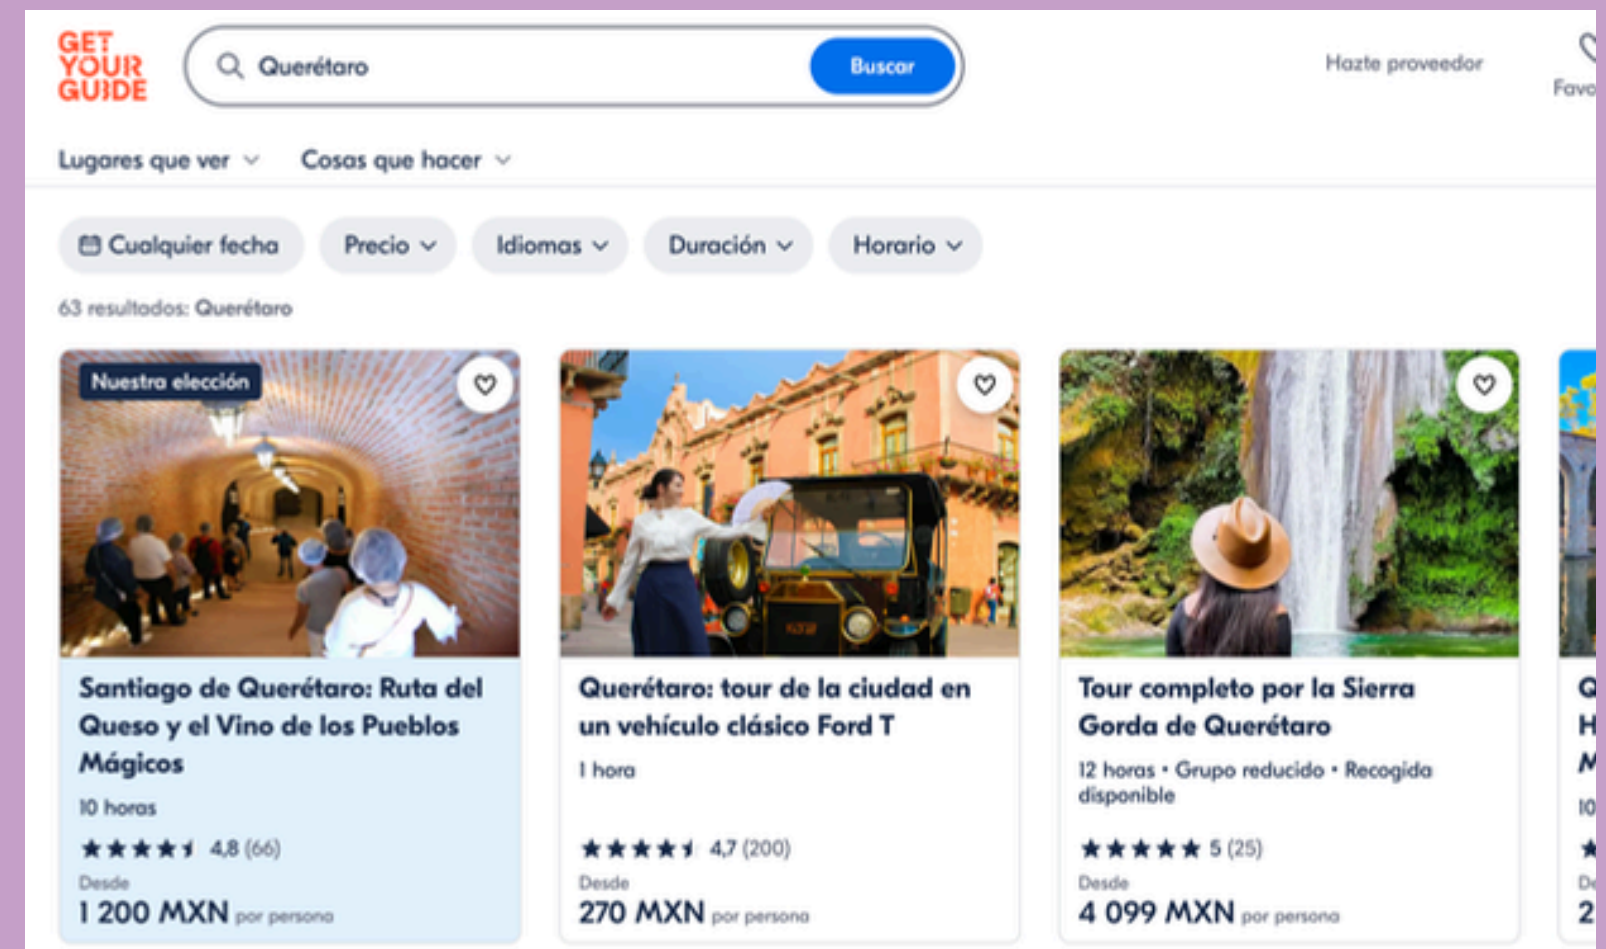 GET
YOUR
GUIDE
Querétaro
Buscar
Hazte proveedor
Lugares que ver
Cosas que hacer
Cualquier fecha
Precio
Idiomas
Duración
Horario
63 resultados: Querétaro
Nuestra elección
Santiago de Querétaro: Ruta del
Queso y el Vino de los Pueblos
Mágicos
10 horas
4,8 (66)
Desde
1 200 MXN por persona
Querétaro: tour de la ciudad en
un vehículo clásico Ford T
1 hora
4,7 (200)
Desde
270 MXN por persona
Tour completo por la Sierra
Gorda de Querétaro
12 horas • Grupo reducido • Recogida
disponible
5 (25)
Desde
4 099 MXN por persona